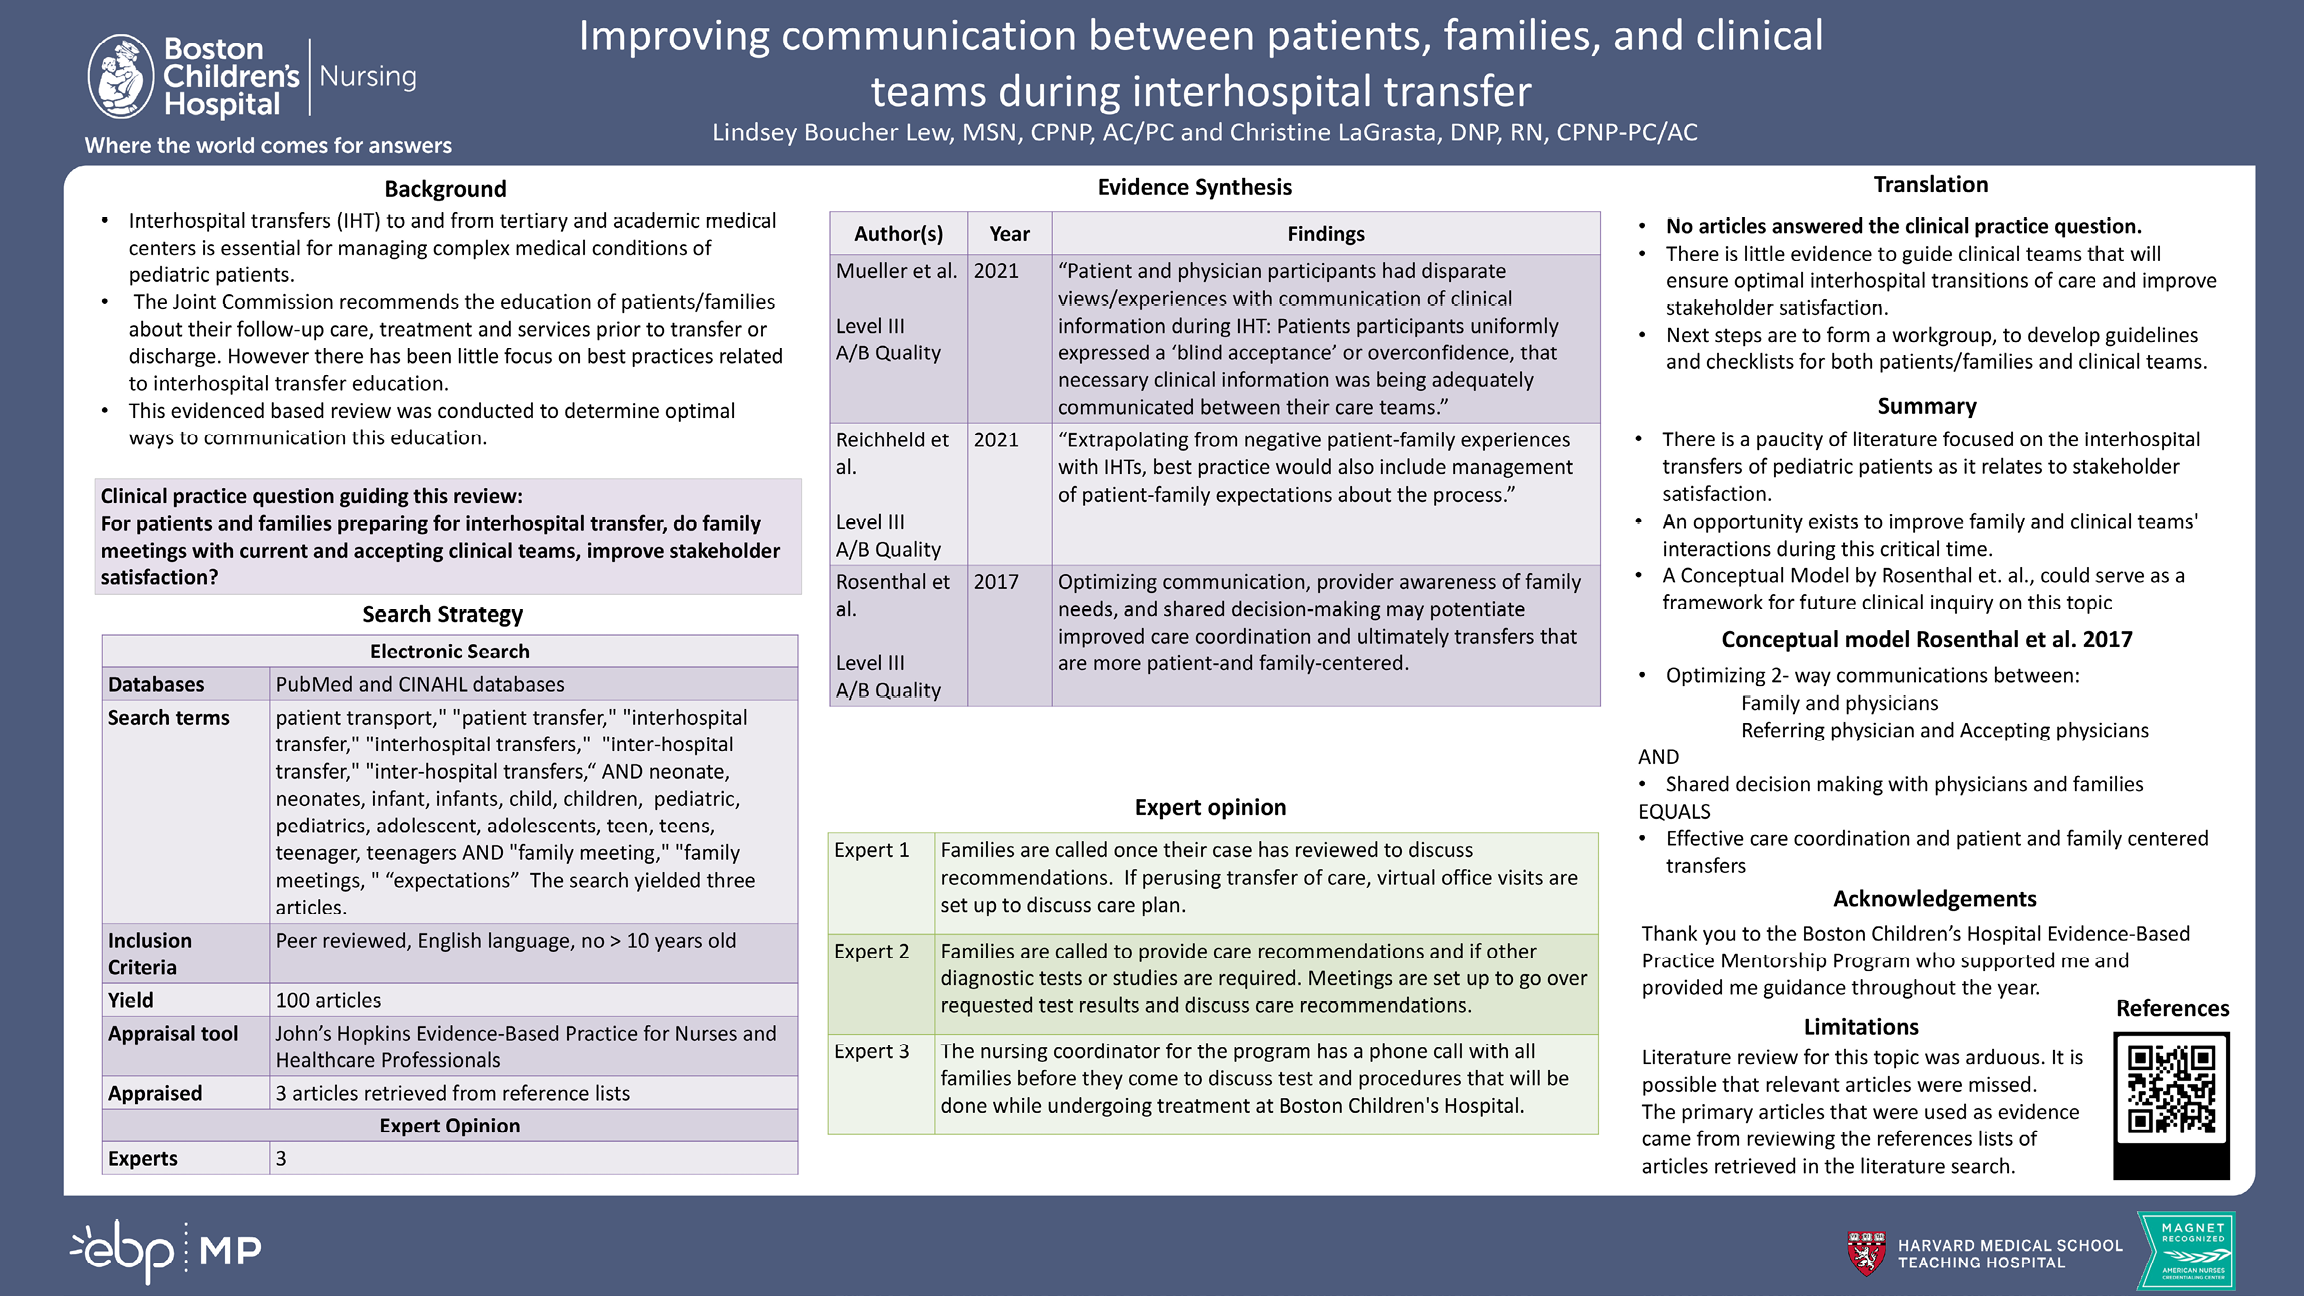 Boston
Children's
Hospital
Nursing
Where the world comes for answers
Improving communication between patients, families, and clinical
teams during interhospital transfer
Lindsey Boucher Lew, MSN, CPNP, AC/PC and Christine LaGrasta, DNP, RN, CPNP-PC/AC
Background
• Interhospital transfers (IHT) to and from tertiary and academic medical
centers is essential for managing complex medical conditions of
pediatric patients.
• The Joint Commission recommends the education of patients/families
about their follow-up care, treatment and services prior to transfer or
discharge. However there has been little focus on best practices related
to interhospital transfer education.
• This evidenced based review was conducted to determine optimal
ways to communication this education.
Clinical practice question guiding this review:
For patients and families preparing for interhospital transfer, do family
meetings with current and accepting clinical teams, improve stakeholder
satisfaction?
Search Strategy
Electronic Search
Databases PubMed and CINAHL databases
Search terms patient transport," "patient transfer," "interhospital
transfer," "interhospital transfers," "inter-hospital
transfer," "inter-hospital transfers,“ AND neonate,
neonates, infant, infants, child, children, pediatric,
pediatrics, adolescent, adolescents, teen, teens,
teenager, teenagers AND "family meeting," "family
meetings, " “expectations” The search yielded three
articles.
Inclusion Peer reviewed, English language, no > 10 years old
Criteria
Yield 100 articles
Appraisal tool John’s Hopkins Evidence-Based Practice for Nurses and
Healthcare Professionals
Appraised 3 articles retrieved from reference lists
Expert Opinion
Experts 3
Evidence Synthesis
Author(s) Year Findings
Mueller et al. 2021 “Patient and physician participants had disparate
views/experiences with communication of clinical
Level III information during IHT: Patients participants uniformly
A/B Quality expressed a ‘blind acceptance’ or overconfidence, that
necessary clinical information was being adequately
communicated between their care teams.”
Reichheld et 2021 “Extrapolating from negative patient-family experiences
al. with IHTs, best practice would also include management
of patient-family expectations about the process.”
Level III
A/B Quality
Rosenthal et 2017 Optimizing communication, provider awareness of family
al. needs, and shared decision-making may potentiate
improved care coordination and ultimately transfers that
Level III are more patient-and family-centered.
A/B Quality
Expert opinion
Expert 1 Families are called once their case has reviewed to discuss
recommendations. If perusing transfer of care, virtual office visits are
set up to discuss care plan.
Expert 2 Families are called to provide care recommendations and if other
diagnostic tests or studies are required. Meetings are set up to go over
requested test results and discuss care recommendations.
Expert 3 The nursing coordinator for the program has a phone call with all
families before they come to discuss test and procedures that will be
done while undergoing treatment at Boston Children's Hospital.
Translation
• No articles answered the clinical practice question.
• There is little evidence to guide clinical teams that will
ensure optimal interhospital transitions of care and improve
stakeholder satisfaction.
• Next steps are to form a workgroup, to develop guidelines
and checklists for both patients/families and clinical teams.
Summary
• There is a paucity of literature focused on the interhospital
transfers of pediatric patients as it relates to stakeholder
satisfaction.
• An opportunity exists to improve family and clinical teams'
interactions during this critical time.
• A Conceptual Model by Rosenthal et. al., could serve as a
framework for future clinical inquiry on this topic
Conceptual model Rosenthal et al. 2017
• Optimizing 2- way communications between:
Family and physicians
Referring physician and Accepting physicians
AND
• Shared decision making with physicians and families
EQUALS
• Effective care coordination and patient and family centered
transfers
Acknowledgements
Thank you to the Boston Children’s Hospital Evidence-Based
Practice Mentorship Program who supported me and
provided me guidance throughout the year.
References
Limitations
Literature review for this topic was arduous. It is
possible that relevant articles were missed.
The primary articles that were used as evidence
came from reviewing the references lists of
articles retrieved in the literature search.
ebp MP
HARVARD MEDICAL SCHOOL
TEACHING HOSPITAL
MAGNET
RECOGNIZED
AMERICAN NURSES
CREDENTIALING CENTER